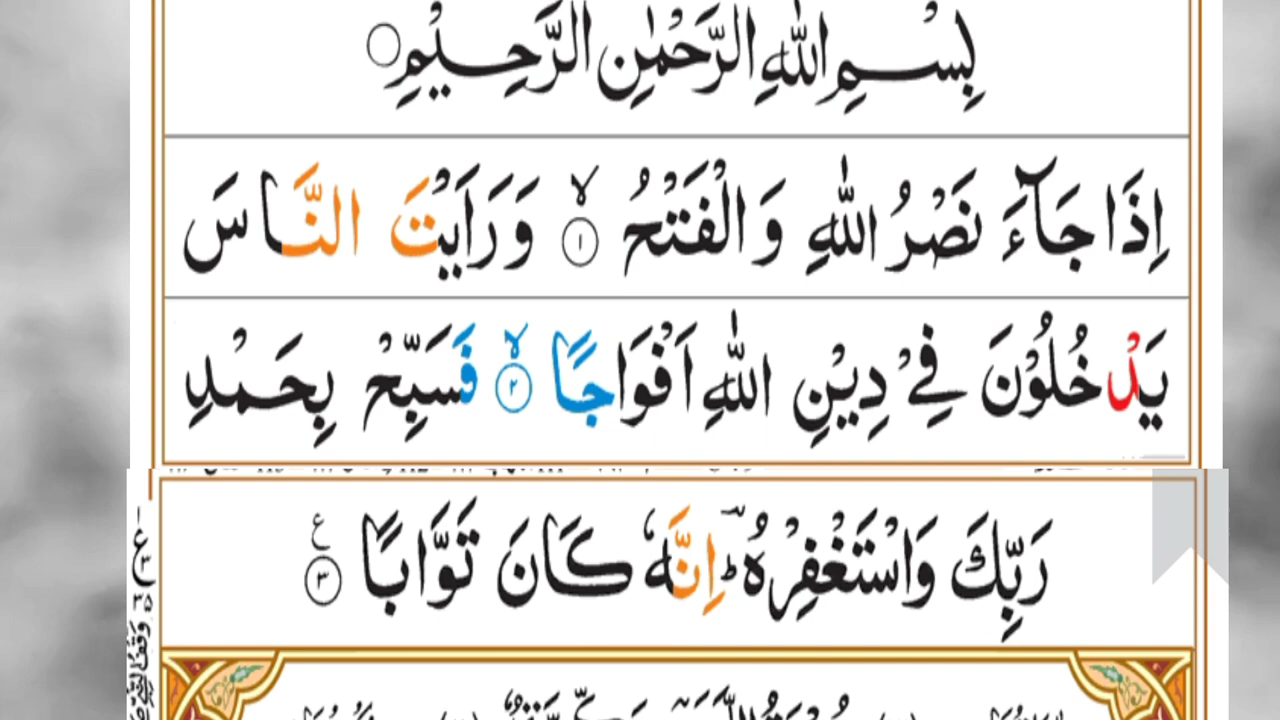 بِسْمِ اللّٰهِ الرَّحْمٰنِ الرَّحِيْمِ ○
اِذَا جَآءَ نَصْرُ اللّٰهِ وَالْفَتْحُ ۙ‏﴿۱﴾ وَرَاَيْتَ النَّاسَ
يَدْخُلُوْنَ فِيْ دِيْنِ اللّٰهِ اَفْوَاجًا ۙ‏﴿۲﴾ فَسَبِّحْ بِحَمْدِ
رَبِّكَ وَاسْتَغْفِرْهُ ؕؔ اِنَّهٗ كَانَ تَوَّابًا ﴿۳﴾ ع